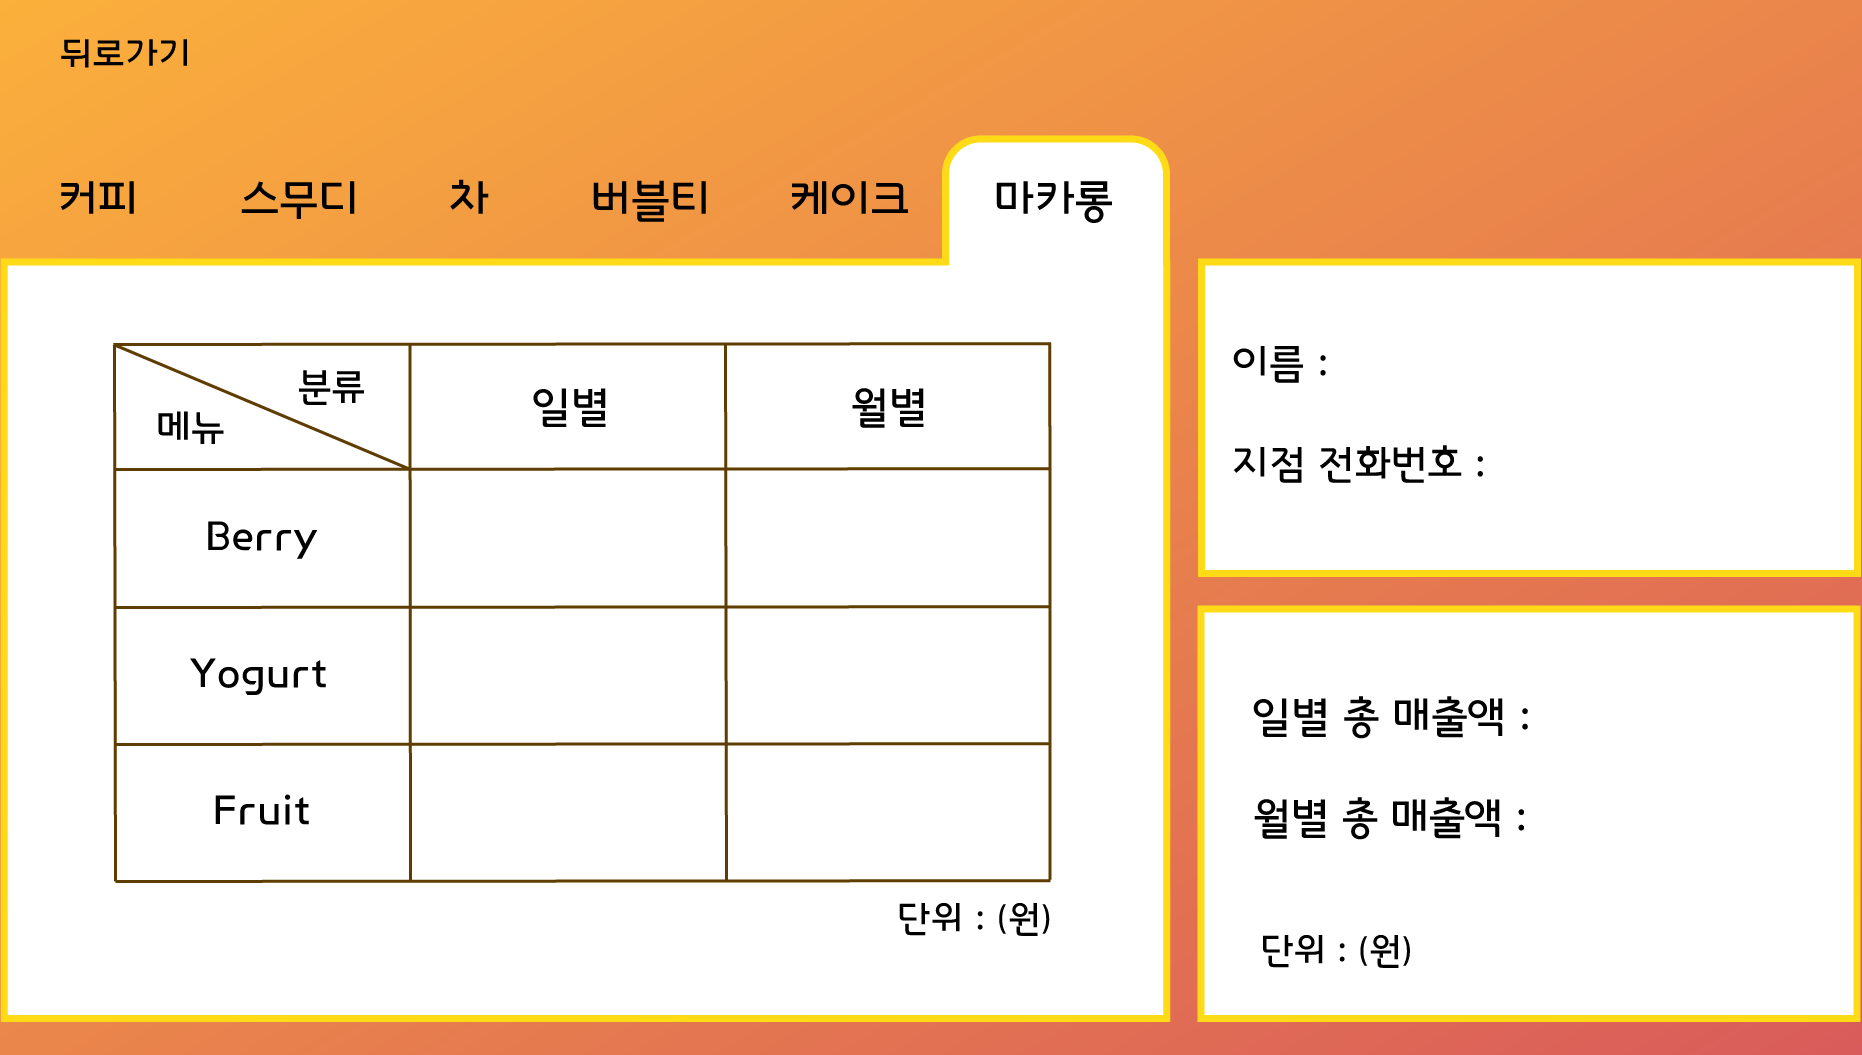 뒤로가기
커피 스무디 차 버블티 케이크 마카롱
분류
메뉴
일별 월별
Berry
Yogurt
Fruit
단위 : (원)
이름 :
지점 전화번호 :
일별 총 매출액 :
월별 총 매출액 :
단위 : (원)